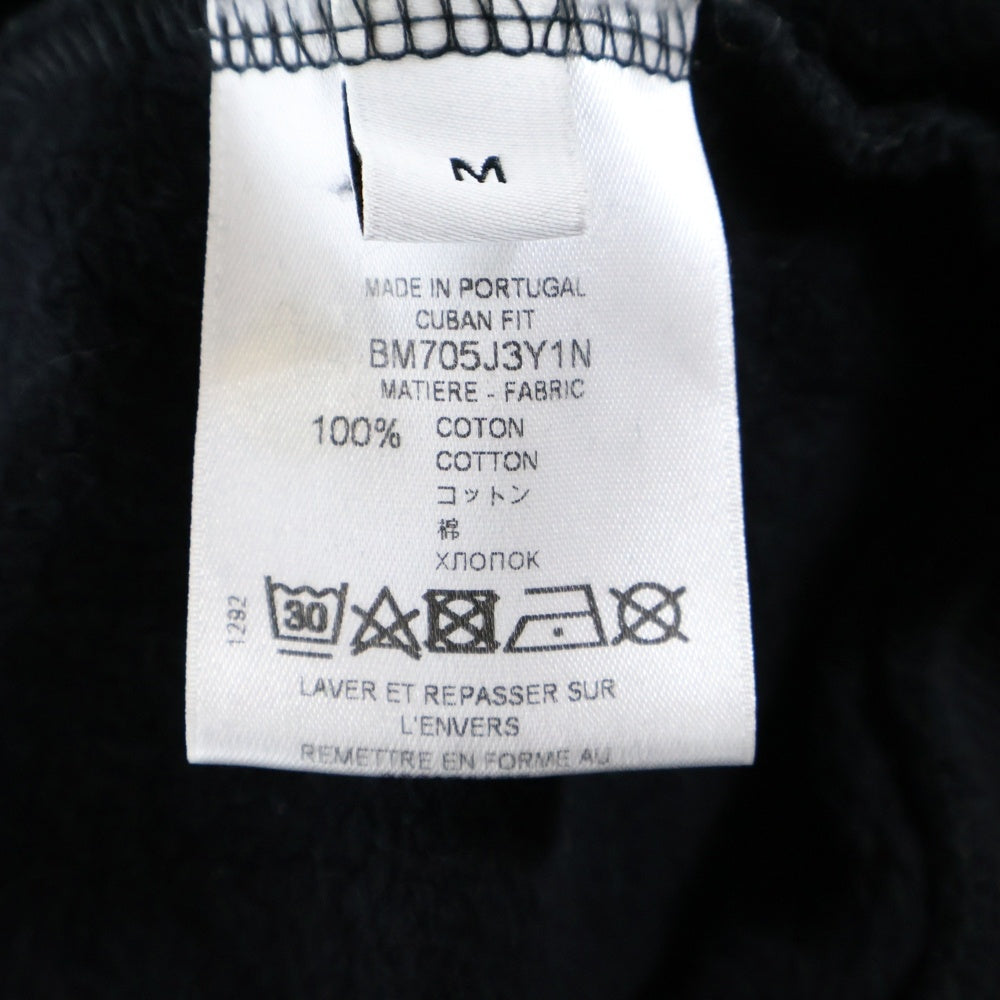 M
MADE IN PORTUGAL
CUBAN FIT
BM705J3Y1N
MATIERE - FABRIC
100% COTON
COTTON
コットン
棉
ХЛОПОК
1292
30
LAVER ET REPASSER SUR
L'ENVERS
REMETTRE EN FORME AU